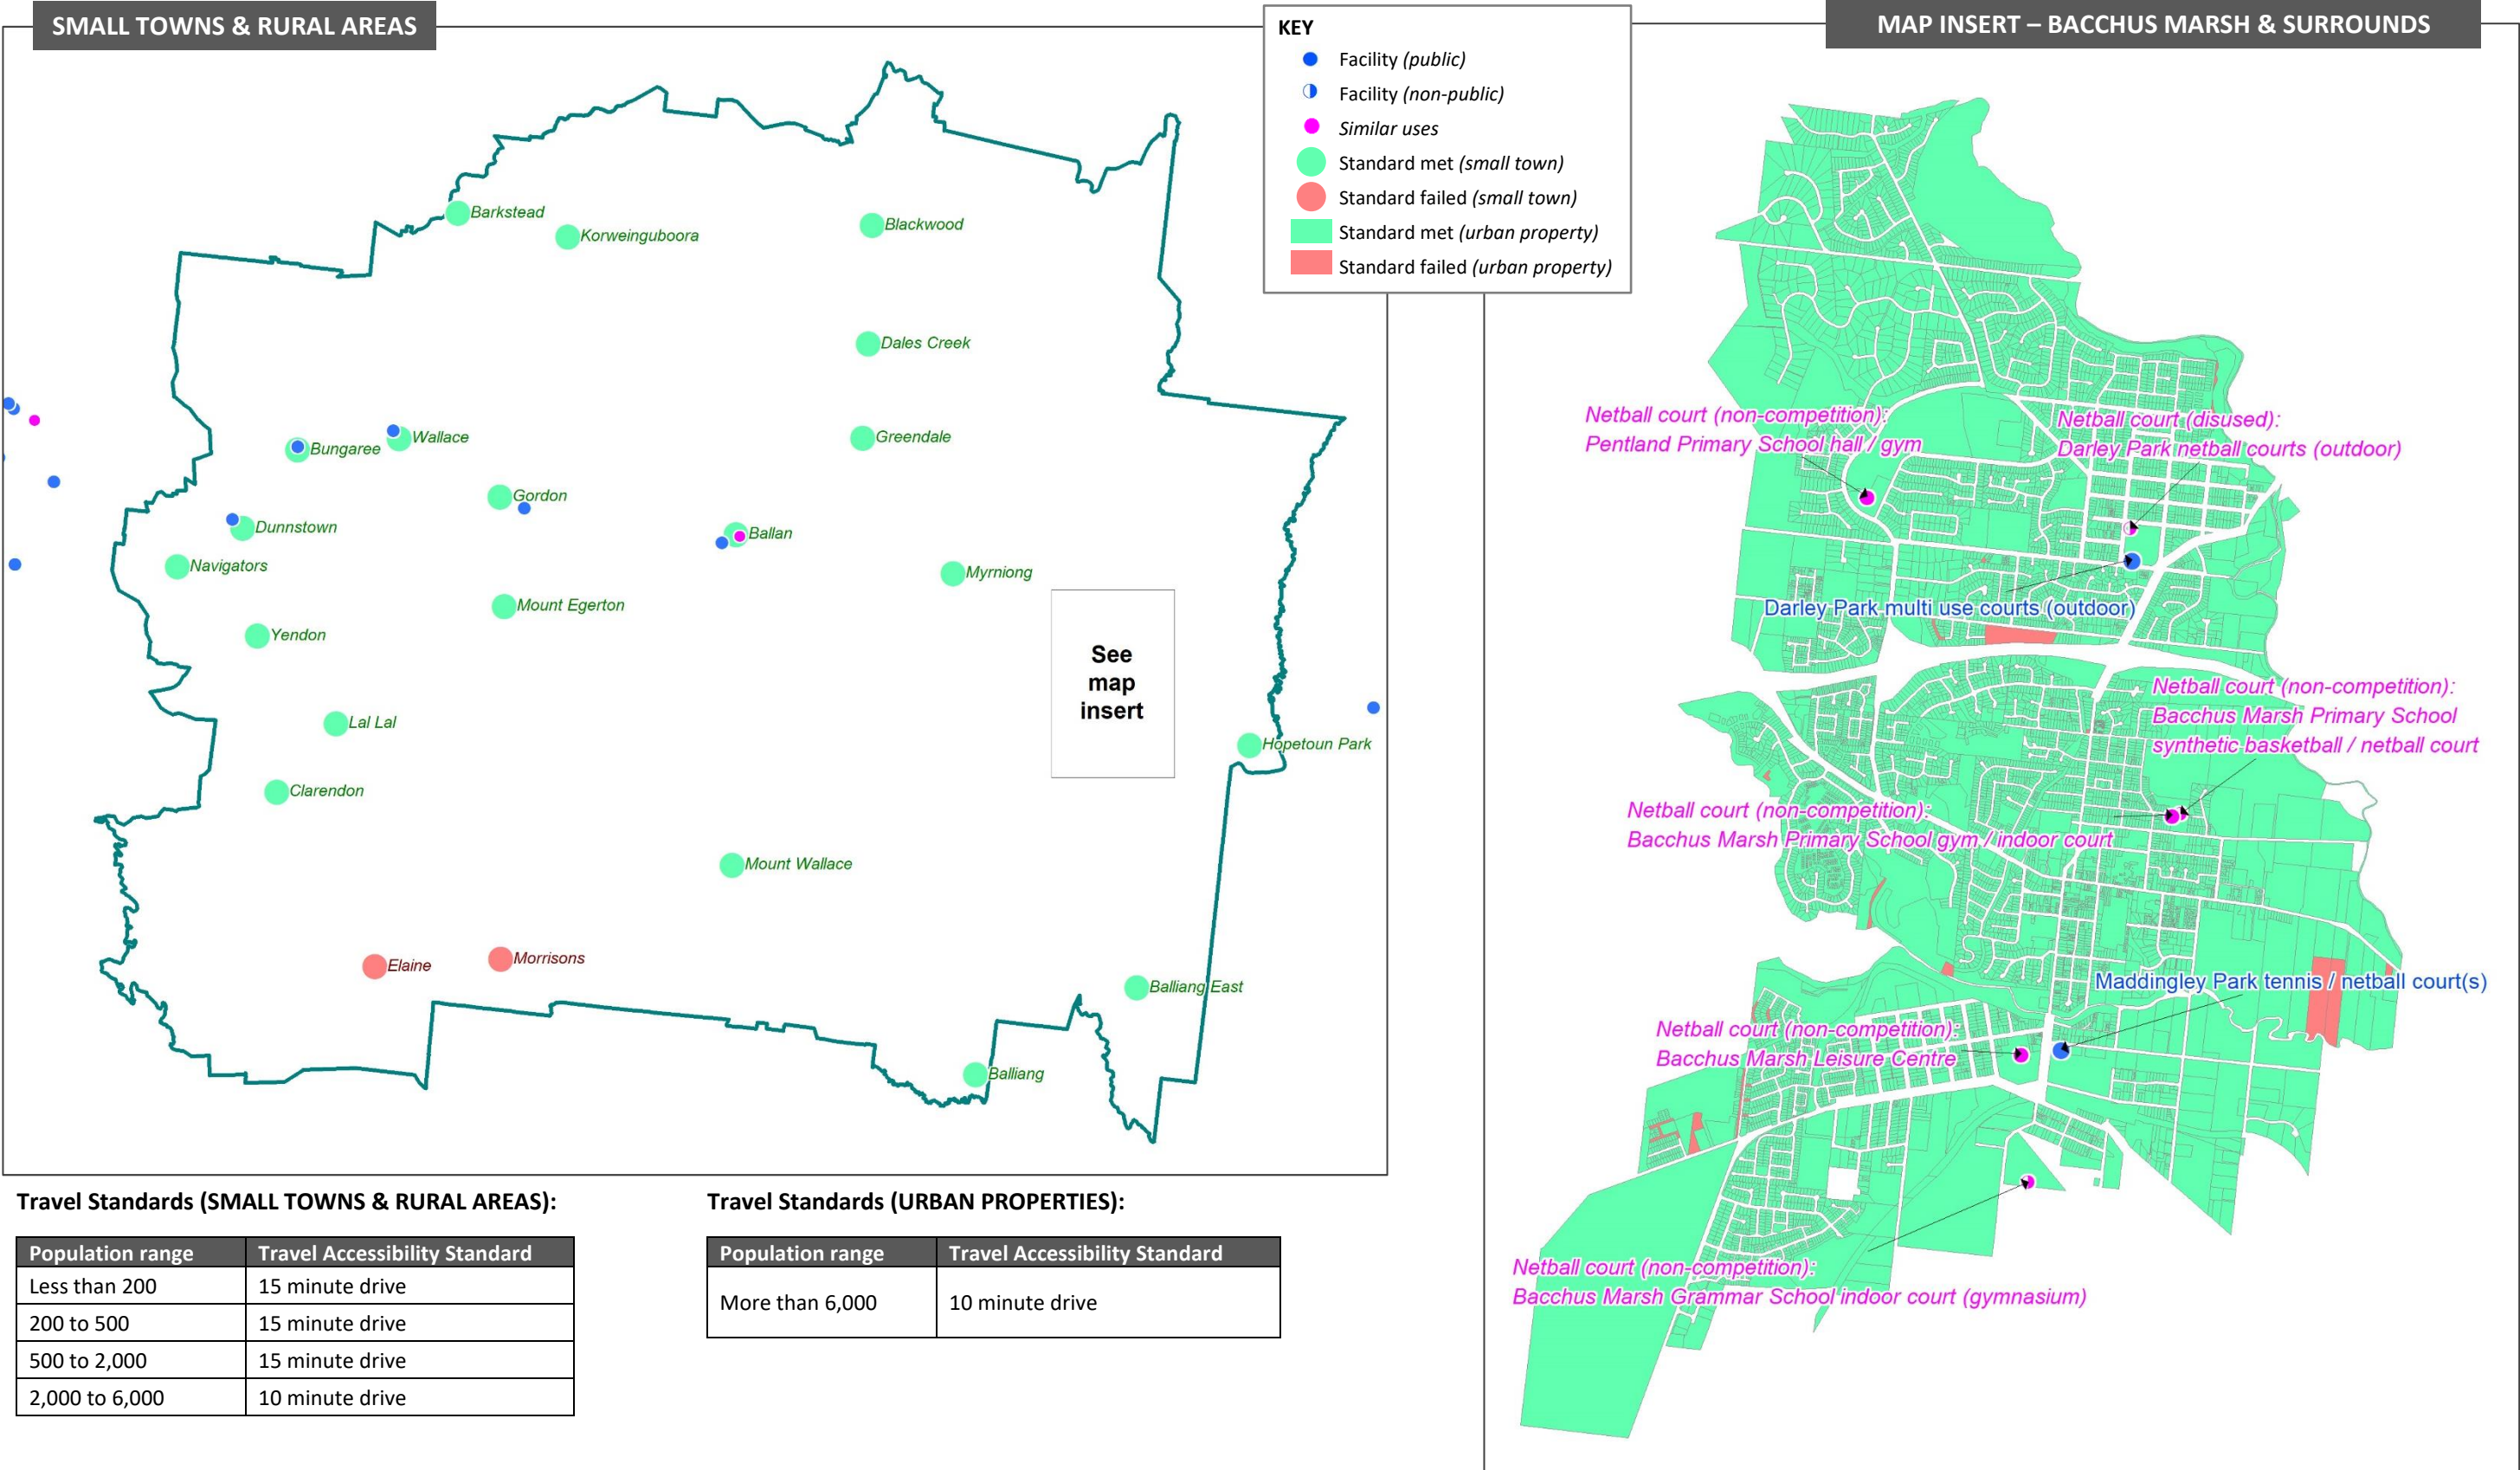 SMALL TOWNS & RURAL AREAS
KEY
Facility (public)
Facility (non-public)
Similar uses
Standard met (small town)
Standard failed (small town)
Standard met (urban property)
Standard failed (urban property)
MAP INSERT – BACCHUS MARSH & SURROUNDS
Barkstead
Korweinguboora
Blackwood
Dales Creek
Greendale
Wallace
Bungaree
Gordon
Dunnstown
Ballan
Navigators
Myrniong
Mount Egerton
Yendon
See
map
insert
Lal Lal
Hopetoun Park
Clarendon
Mount Wallace
Elaine
Morrisons
Balliang East
Balliang
Netball court (non-competition):
Pentland Primary School hall / gym
Netball court (disused):
Darley Park netball courts (outdoor)
Darley Park multi use courts (outdoor)
Netball court (non-competition):
Bacchus Marsh Primary School
synthetic basketball / netball court
Netball court (non-competition):
Bacchus Marsh Primary School gym / indoor court
Maddingley Park tennis / netball court(s)
Netball court (non-competition):
Bacchus Marsh Leisure Centre
Netball court (non-competition):
Bacchus Marsh Grammar School indoor court (gymnasium)
Travel Standards (SMALL TOWNS & RURAL AREAS):
Population range Travel Accessibility Standard
Less than 200 15 minute drive
200 to 500 15 minute drive
500 to 2,000 15 minute drive
2,000 to 6,000 10 minute drive
Travel Standards (URBAN PROPERTIES):
Population range Travel Accessibility Standard
More than 6,000 10 minute drive